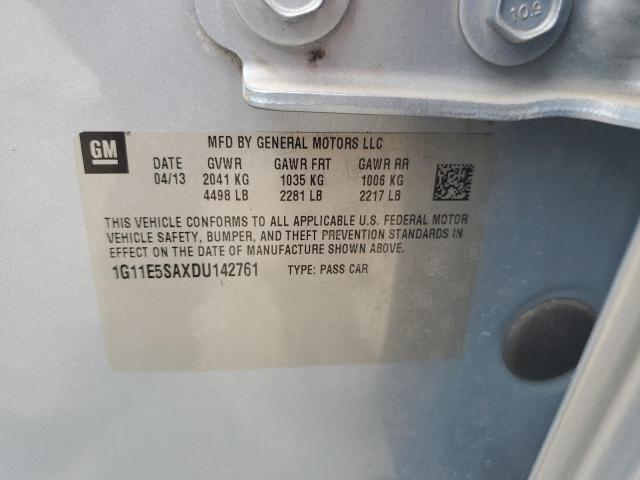 10.9
GM MFD BY GENERAL MOTORS LLC
DATE GVWR GAWR FRT GAWR RR
04/13 2041 KG 1035 KG 1006 KG
4498 LB 2281 LB 2217 LB
THIS VEHICLE CONFORMS TO ALL APPLICABLE U.S. FEDERAL MOTOR
VEHICLE SAFETY, BUMPER, AND THEFT PREVENTION STANDARDS IN
EFFECT ON THE DATE OF MANUFACTURE SHOWN ABOVE.
1G11E5SAXDU142761 TYPE: PASS CAR